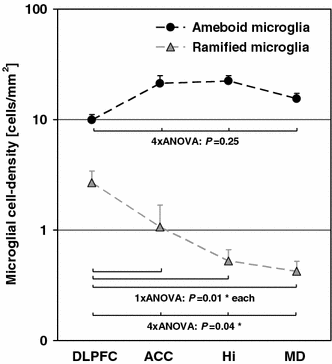 100
Ameboid microglia
Ramified microglia
Microglial cell-density [cells/mm²]
10
4xANOVA: P=0.25
1
1xANOVA: P=0.01 * each
4xANOVA: P=0.04 *
0
DLPFC ACC Hi MD